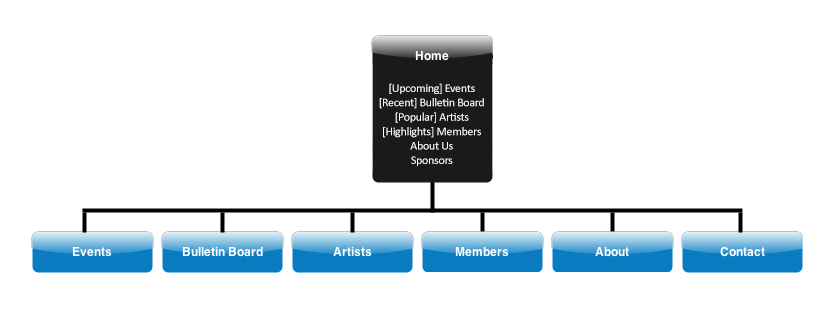 Home
[Upcoming] Events
[Recent] Bulletin Board
[Popular] Artists
[Highlights] Members
About Us
Sponsors
Events
Bulletin Board
Artists
Members
About
Contact